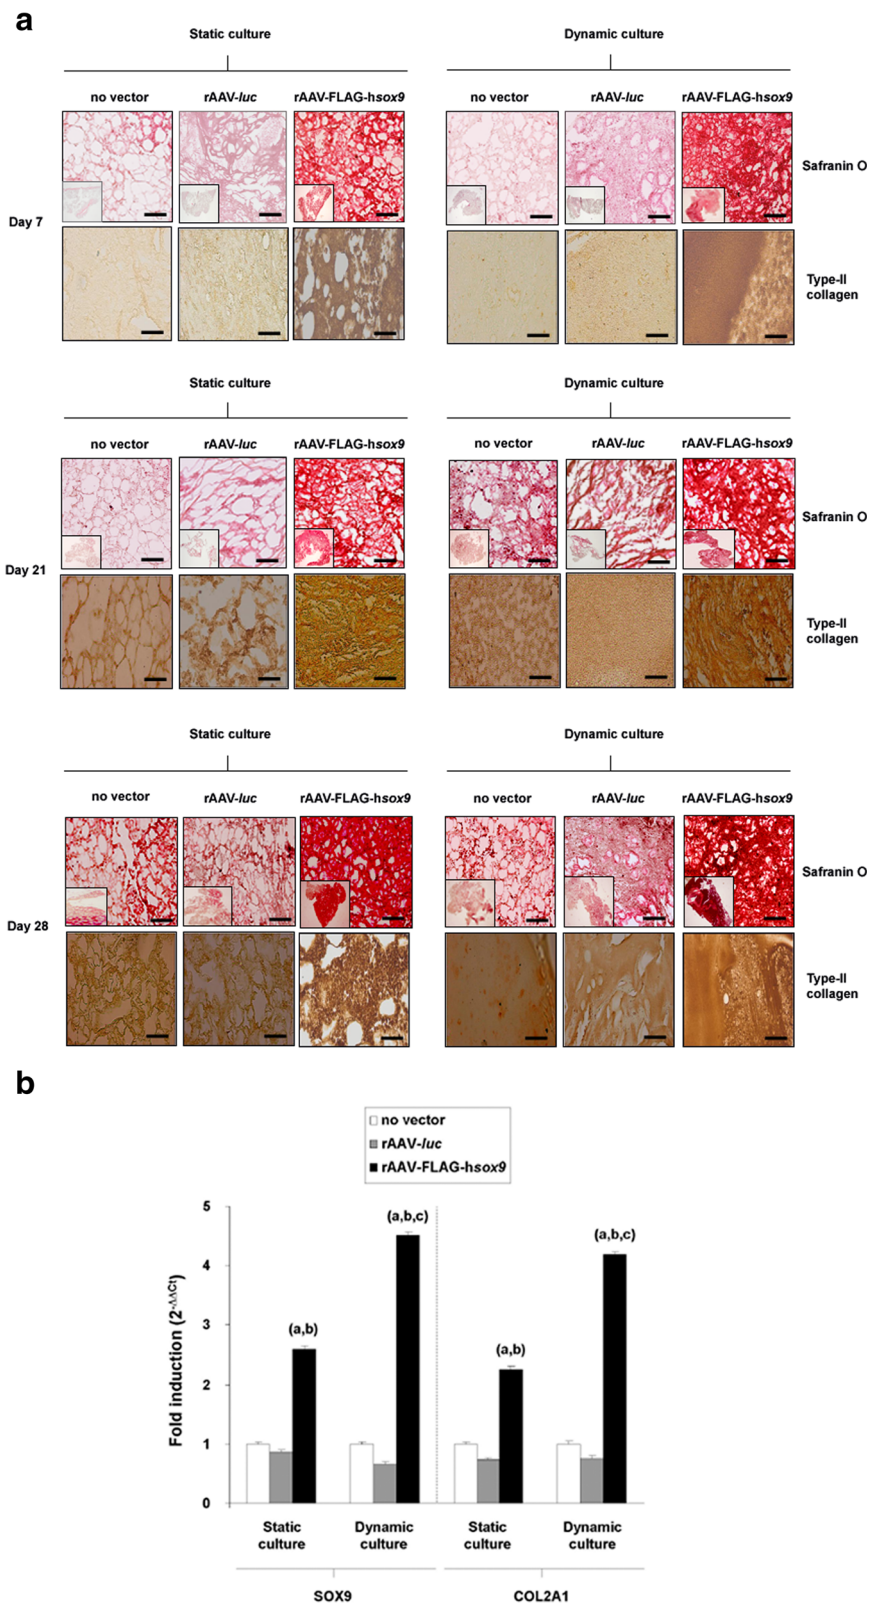 a
Static culture Dynamic culture
no vector rAAV-luc rAAV-FLAG-hsox9 no vector rAAV-luc rAAV-FLAG-hsox9
Safranin O
Day 7
Type-II
collagen
Static culture Dynamic culture
no vector rAAV-luc rAAV-FLAG-hsox9 no vector rAAV-luc rAAV-FLAG-hsox9
Safranin O
Day 21
Type-II
collagen
Static culture Dynamic culture
no vector rAAV-luc rAAV-FLAG-hsox9 no vector rAAV-luc rAAV-FLAG-hsox9
Safranin O
Day 28
Type-II
collagen
b
no vector
rAAV-luc
rAAV-FLAG-hsox9
Fold induction (2-ΔΔCt)
5
4
3
2
1
0
(a,b)
(a,b,c)
(a,b)
(a,b,c)
Static Dynamic Static Dynamic
culture culture culture culture
SOX9 COL2A1